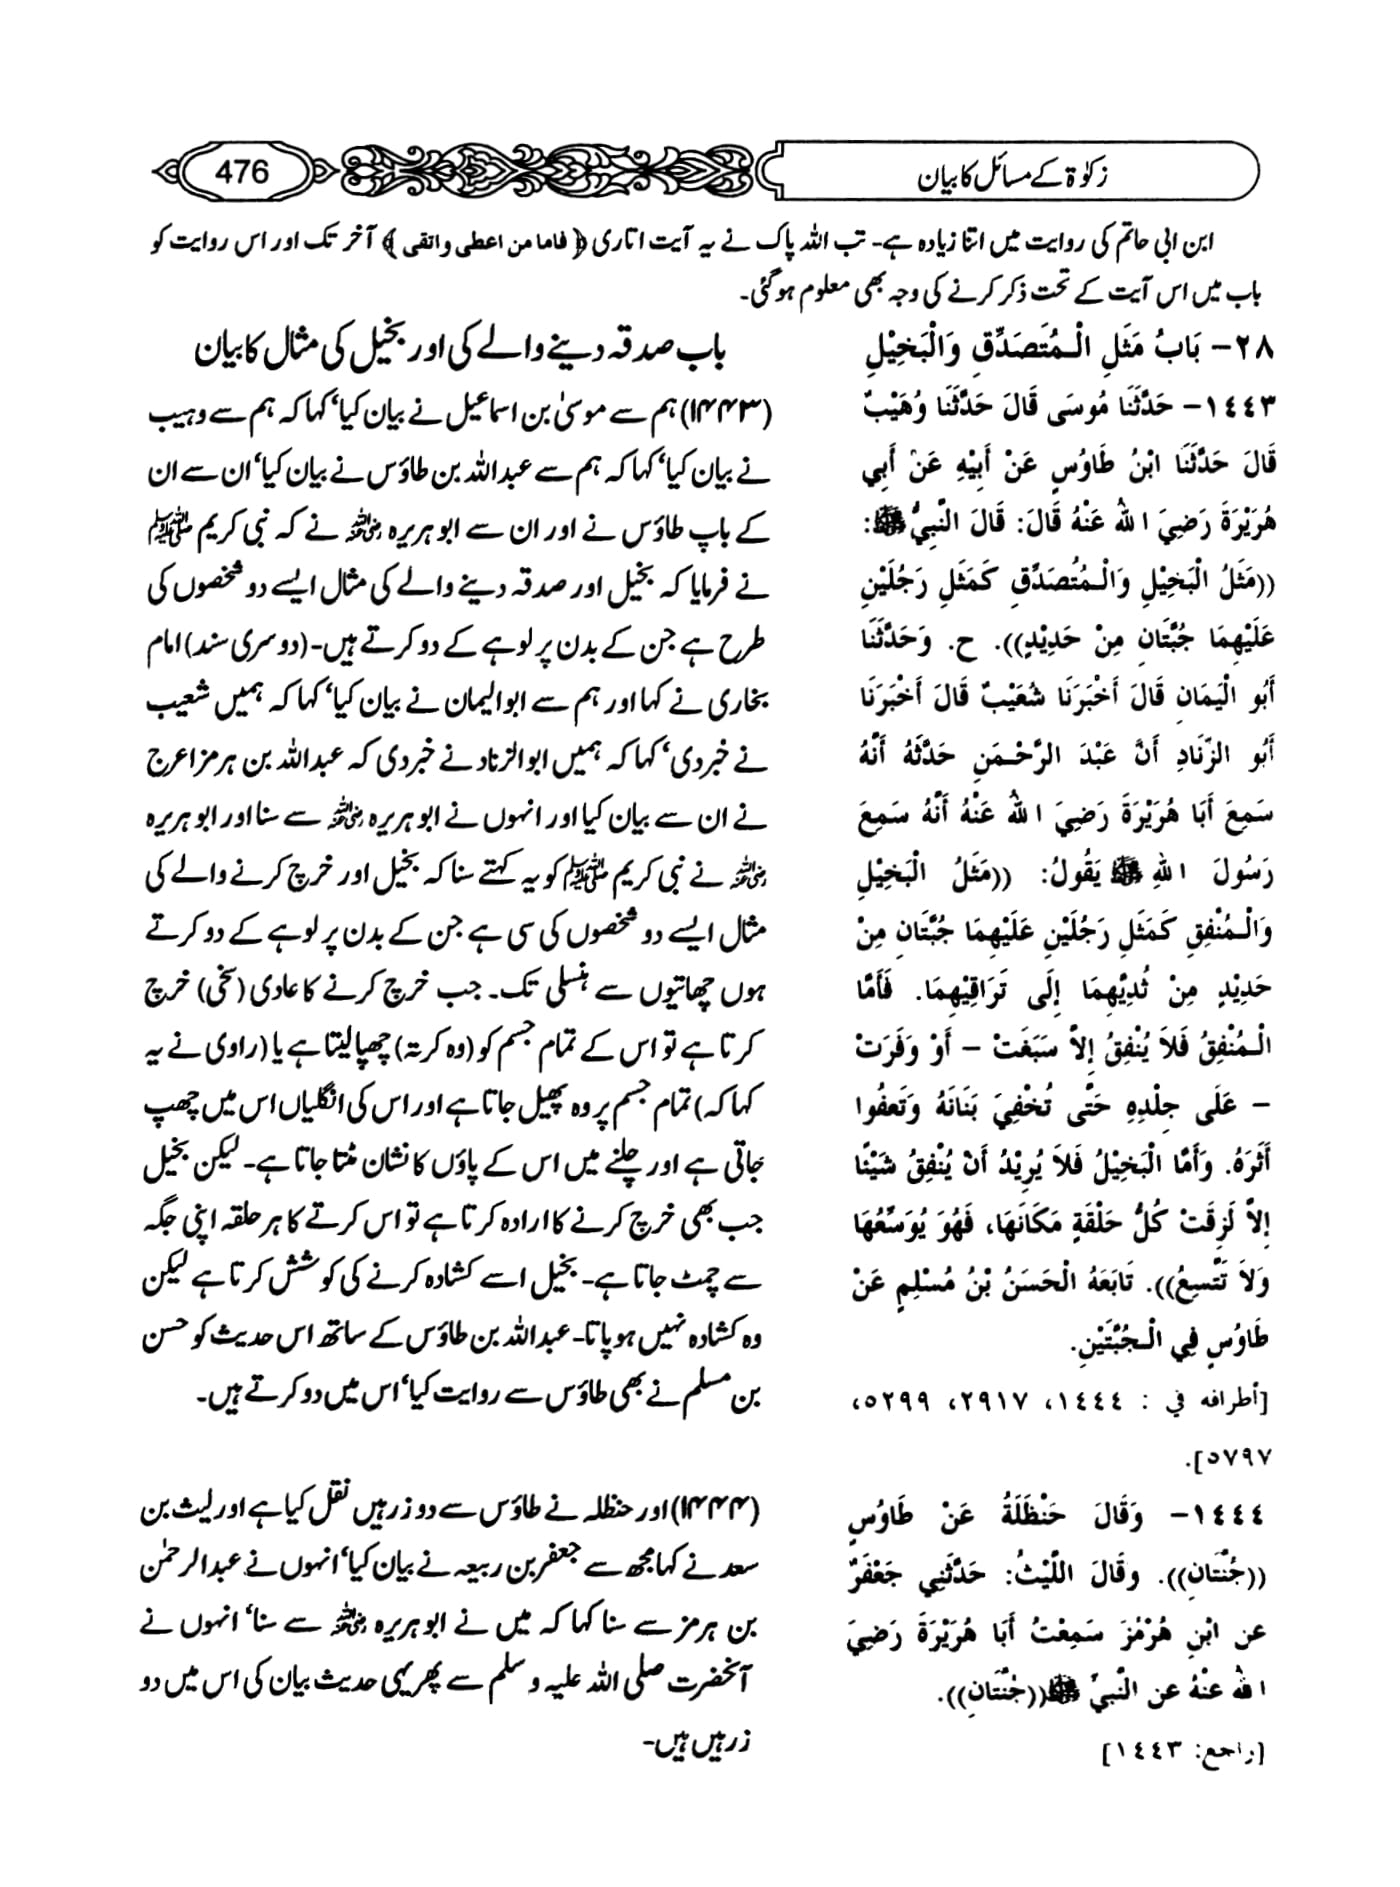 زکوٰۃ کے مسائل کا بیان
476
ابن ابی حاتم کی روایت میں اتنا زیادہ ہے۔ تب اللہ پاک نے یہ آیت اتاری ﴿ فاما من اعطی واتقی ﴾ آخر تک اور اس روایت کو
باب میں اس آیت کے تحت ذکر کرنے کی وجہ بھی معلوم ہو گئی۔
٢٨- بَابُ مَثَلِ الْـمُتَصَدِّقِ وَالْبَخِيْلِ
١٤٤٣- حَدَّثَنَا مُوسَى قَالَ حَدَّثَنَا وُهَيْبٌ
قَالَ حَدَّثَنَا ابْنُ طَاوُسٍ عَنْ أَبِيْهِ عَنْ أَبِي
هُرَيْرَةَ رَضِيَ اللهُ عَنْهُ قَالَ: قَالَ النَّبِيُّ ﷺ:
((مَثَلُ الْبَخِيْلِ وَالْـمُتَصَدِّقِ كَمَثَلِ رَجُلَيْنِ
عَلَيْهِمَا جُبَّتَانِ مِنْ حَدِيْدٍ)). ح. وَحَدَّثَنَا
أَبُو الْيَمَانِ قَالَ أَخْبَرَنَا شُعَيْبٌ قَالَ أَخْبَرَنَا
أَبُو الزِّنَادِ أَنَّ عَبْدَ الرَّحْـمَنِ حَدَّثَهُ أَنَّهُ
سَمِعَ أَبَا هُرَيْرَةَ رَضِيَ اللهُ عَنْهُ أَنَّهُ سَمِعَ
رَسُولَ اللهِ ﷺ يَقُولُ: ((مَثَلُ الْبَخِيْلِ
وَالْـمُنْفِقِ كَمَثَلِ رَجُلَيْنِ عَلَيْهِمَا جُبَّتَانِ مِنْ
حَدِيْدٍ مِنْ ثُدِيِّهِمَا إِلَى تَرَاقِيْهِمَا. فَأَمَّا
الْـمُنْفِقُ فَلاَ يُنْفِقُ إِلاَّ سَبَغَتْ – أَوْ وَفَرَتْ
– عَلَى جِلْدِهِ حَتَّى تُخْفِيَ بَنَانَهُ وَتَعفُوا
أَثَرَهُ. وَأَمَّا الْبَخِيْلُ فَلاَ يُرِيْدُ أَنْ يُنْفِقَ شَيْئًا
إِلاَّ لَزِقَتْ كُلُّ حَلْقَةٍ مَكَانَهَا، فَهُوَ يُوَسِّعُهَا
وَلاَ تَتَّسِعُ)). تَابَعَهُ الْحَسَنُ بْنُ مُسْلِمٍ عَنْ
طَاوُسٍ فِي الْـجُبَّتَيْنِ.
[أطرافه في : ١٤٤٤، ٢٩١٧، ٥٢٩٩،
٥٧٩٧].
١٤٤٤- وَقَالَ حَنْظَلَةُ عَنْ طَاوُسٍ
((جُنَّتَانِ)). وَقَالَ اللَّيْثُ: حَدَّثَنِي جَعْفَرٌ
عن ابْنِ هُرْمُزَ سَمِعْتُ أَبَا هُرَيْرَةَ رَضِيَ
اللهُ عَنْهُ عن النَّبِيِّ ﷺ ((جُنَّتَانِ)).
[راجع: ١٤٤٣]
باب صدقہ دینے والے کی اور بخیل کی مثال کا بیان
(۱۴۴۳) ہم سے موسیٰ بن اسماعیل نے بیان کیا‘ کہا کہ ہم سے وہیب
نے بیان کیا‘ کہا کہ ہم سے عبداللہ بن طاؤس نے بیان کیا‘ ان سے ان
کے باپ طاؤس نے اور ان سے ابو ہریرہ رضی اللہ عنہ نے کہ نبی کریم ﷺ
نے فرمایا کہ بخیل اور صدقہ دینے والے کی مثال ایسے دو شخصوں کی
طرح ہے جن کے بدن پر لوہے کے دو کرتے ہیں۔ (دوسری سند) امام
بخاری نے کہا اور ہم سے ابوالیمان نے بیان کیا‘ کہا کہ ہمیں شعیب
نے خبر دی‘ کہا کہ ہمیں ابوالزناد نے خبر دی کہ عبداللہ بن ہرمز اعرج
نے ان سے بیان کیا اور انہوں نے ابو ہریرہ رضی اللہ عنہ سے سنا اور ابو ہریرہ
رضی اللہ عنہ نے نبی کریم ﷺ کو یہ کہتے سنا کہ بخیل اور خرچ کرنے والے کی
مثال ایسے دو شخصوں کی سی ہے جن کے بدن پر لوہے کے دو کرتے
ہوں چھاتیوں سے ہنسلی تک۔ جب خرچ کرنے کا عادی (سخی) خرچ
کرتا ہے تو اس کے تمام جسم کو (وہ کرتہ) چھپا لیتا ہے یا (راوی نے یہ
کہا کہ) تمام جسم پر وہ پھیل جاتا ہے اور اس کی انگلیاں اس میں چھپ
جاتی ہے اور چلنے میں اس کے پاؤں کا نشان مٹتا جاتا ہے۔ لیکن بخیل
جب بھی خرچ کرنے کا ارادہ کرتا ہے تو اس کرتے کا ہر حلقہ اپنی جگہ
سے چمٹ جاتا ہے۔ بخیل اسے کشادہ کرنے کی کوشش کرتا ہے لیکن
وہ کشادہ نہیں ہو پاتا۔ عبداللہ بن طاؤس کے ساتھ اس حدیث کو حسن
بن مسلم نے بھی طاؤس سے روایت کیا‘ اس میں دو کرتے ہیں۔
(۱۴۴۴) اور حنظلہ نے طاؤس سے دو زرہیں نقل کیا ہے اور لیث بن
سعد نے کہا مجھ سے جعفر بن ربیعہ نے بیان کیا‘ انہوں نے عبدالرحمٰن
بن ہرمز سے سنا کہا کہ میں نے ابو ہریرہ رضی اللہ عنہ سے سنا‘ انہوں نے
آنحضرت صلی اللہ علیہ و سلم سے پھر یہی حدیث بیان کی اس میں دو
زرہیں ہیں۔